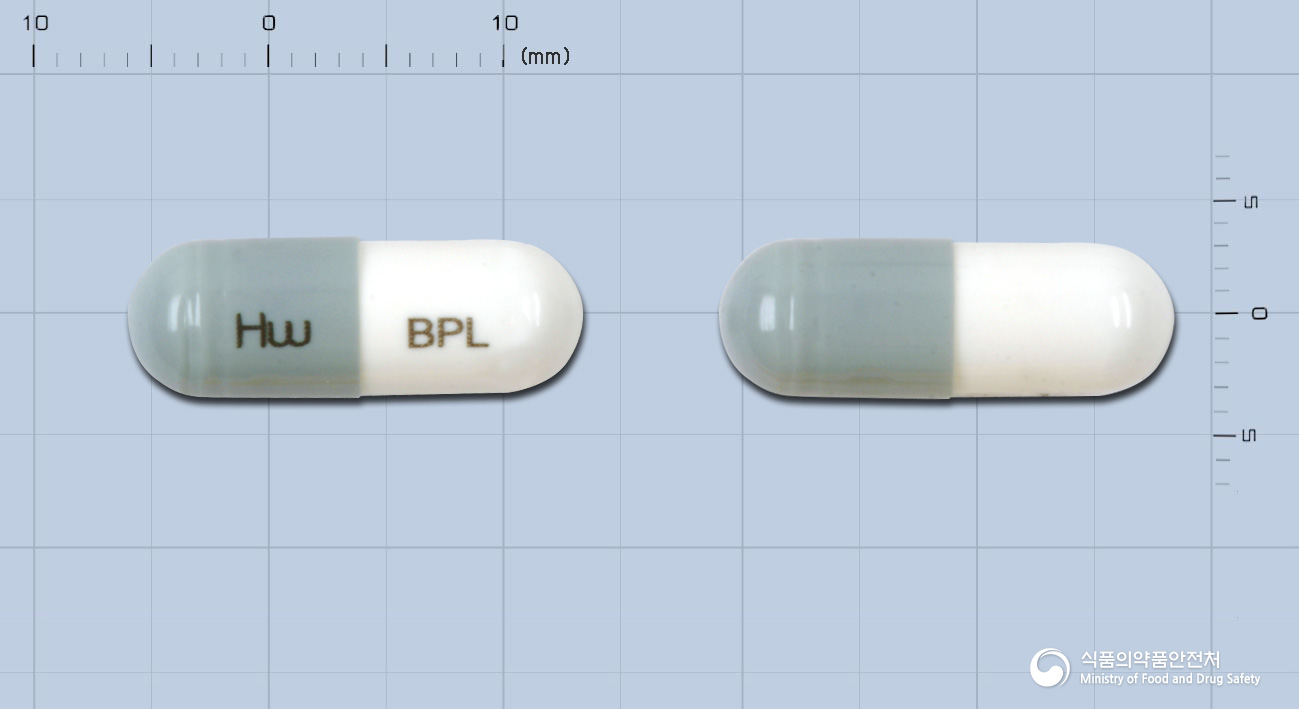 10 0 10 (mm)
5
0
5
Hw BPL
식품의약품안전처
Ministry of Food and Drug Safety